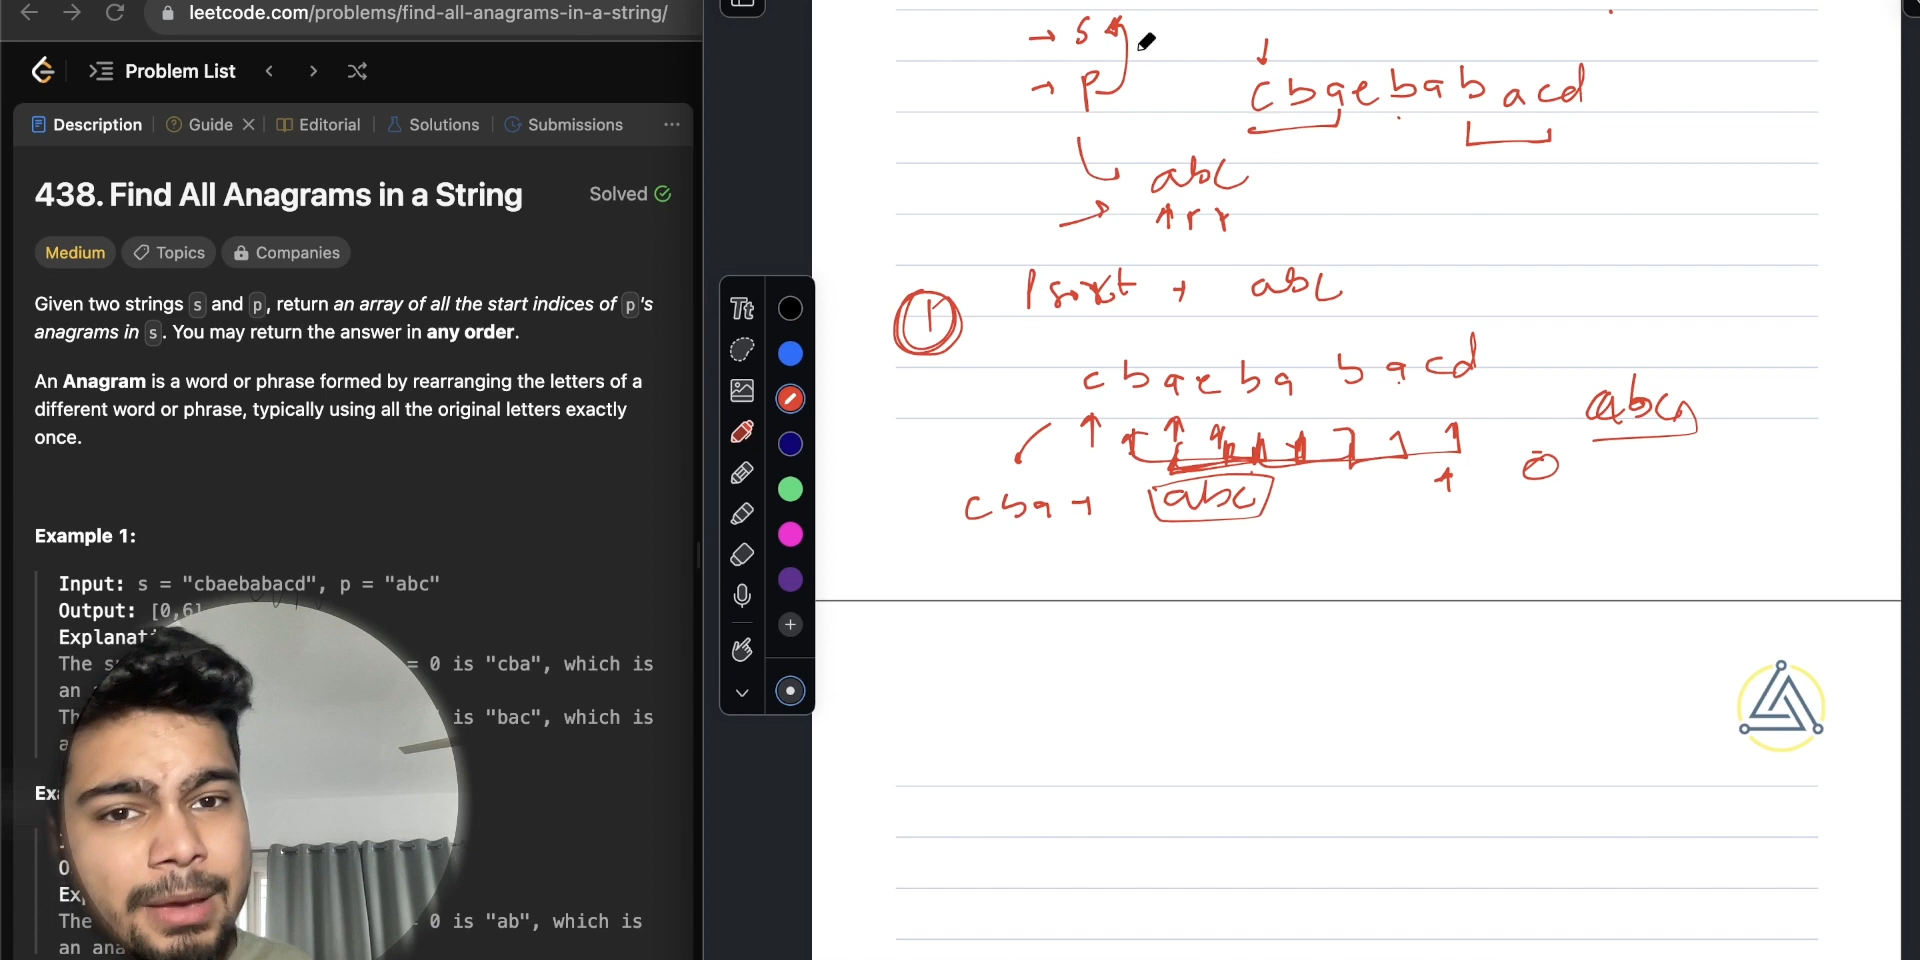 leetcode.com/problems/find-all-anagrams-in-a-string/
Problem List
Description
Guide
Editorial
Solutions
Submissions
438. Find All Anagrams in a String
Solved
Medium
Topics
Companies
Given two strings s and p, return an array of all the start indices of p's
anagrams in s. You may return the answer in any order.
An Anagram is a word or phrase formed by rearranging the letters of a
different word or phrase, typically using all the original letters exactly
once.
Example 1:
Input: s = "cbaebabacd", p = "abc"
Output: [0,6]
= 0 is "cba", which is
an
is "bac", which is
0 is "ab", which is
an
Tt
s
p
cbaebabacd
abc
1
sort
abc
cbaebabacd
abc
cba
abc